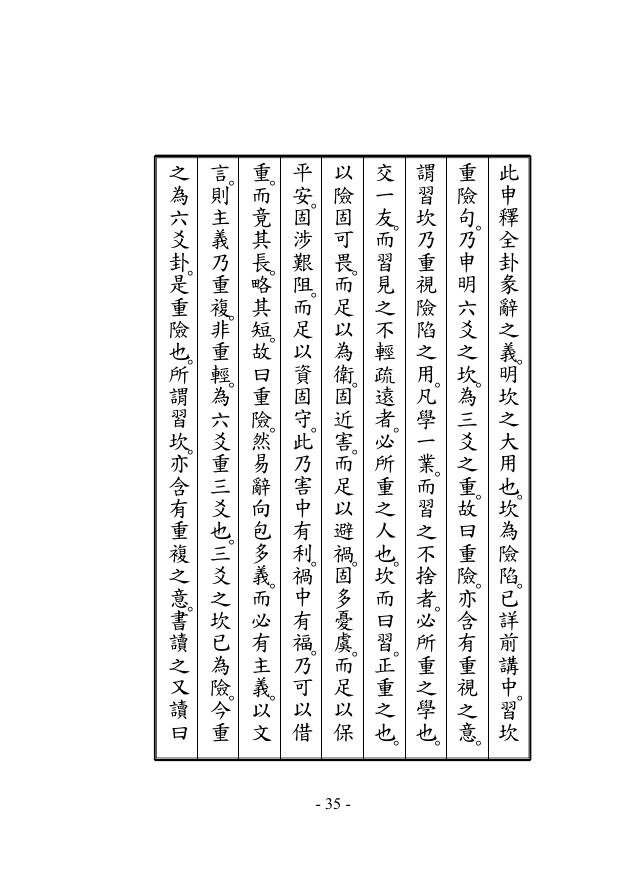 此申釋全卦彖辭之義。明坎之大用也。坎為險陷。已詳前講中。習坎
重險句。乃申明六爻之坎。為三爻之重。故曰重險。亦含有重視之意。
謂習坎乃重視險陷之用。凡學一業。而習之不捨者。必所重之學也。
交一友。而習見之不輕疏遠者。必所重之人也。坎而曰習。正重之也。
以險固可畏。而足以為衛。固近害。而足以避禍。固多憂虞。而足以保
平安。固涉艱阻。而足以資固守。此乃害中有利。禍中有福。乃可以借
重。而竟其長。略其短。故曰重險。然易辭向包多義。而必有主義。以文
言。則主義乃重複。非重輕。為六爻重三爻也。三爻之坎已為險。今重
之為六爻卦。是重險也。所謂習坎。亦含有重複之意。書讀之又讀曰
- 35 -